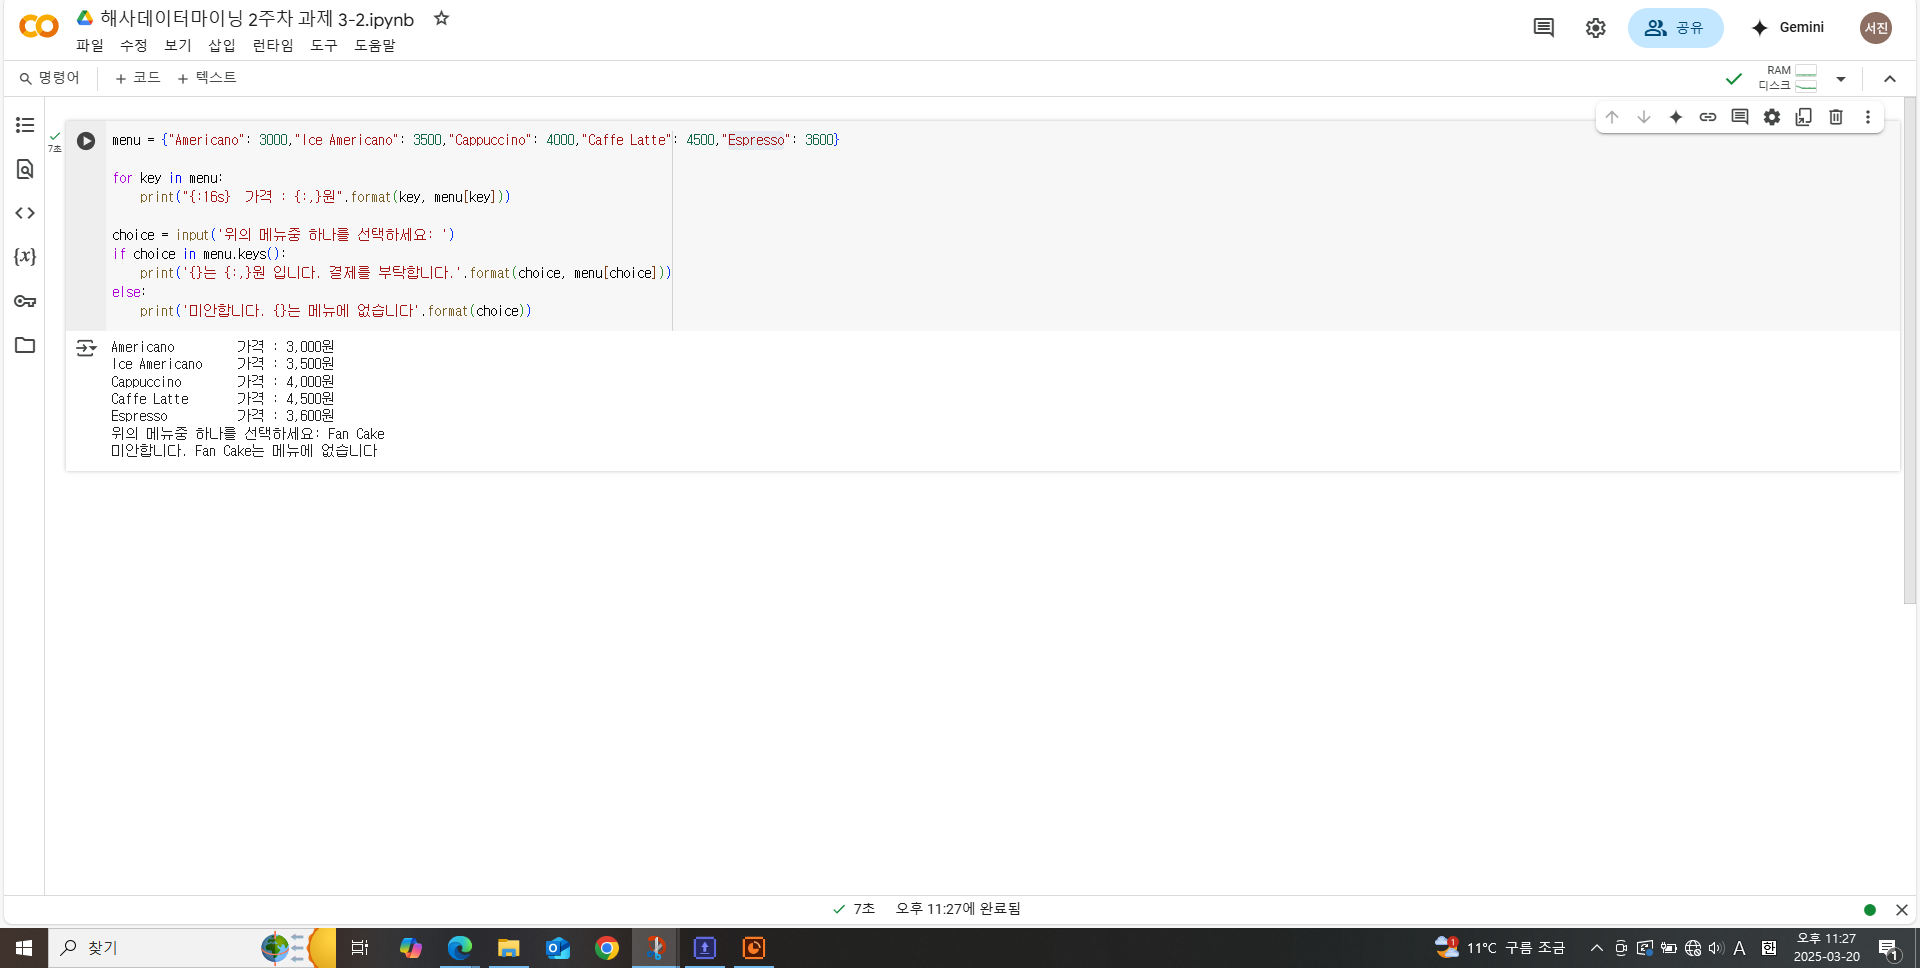 해사데이터마이닝 2주차 과제 3-2.ipynb
파일 수정 보기 삽입 런타임 도구 도움말
공유
Gemini
서진
명령어 + 코드 + 텍스트
RAM
디스크
7초
menu = {"Americano": 3000,"Ice Americano": 3500,"Cappuccino": 4000,"Caffe Latte": 4500,"Espresso": 3600}
for key in menu:
    print("{:16s}  가격 : {:,}원".format(key, menu[key]))
choice = input('위의 메뉴중 하나를 선택하세요: ')
if choice in menu.keys():
    print('{}는 {:,}원 입니다. 결제를 부탁합니다.'.format(choice, menu[choice]))
else:
    print('미안합니다. {}는 메뉴에 없습니다'.format(choice))
{x}
Americano         가격 : 3,000원
Ice Americano     가격 : 3,500원
Cappuccino        가격 : 4,000원
Caffe Latte       가격 : 4,500원
Espresso          가격 : 3,600원
위의 메뉴중 하나를 선택하세요: Fan Cake
미안합니다. Fan Cake는 메뉴에 없습니다
7초 오후 11:27에 완료됨
찾기
1
11°C 구름 조금
A
한
오후 11:27
2025-03-20
1